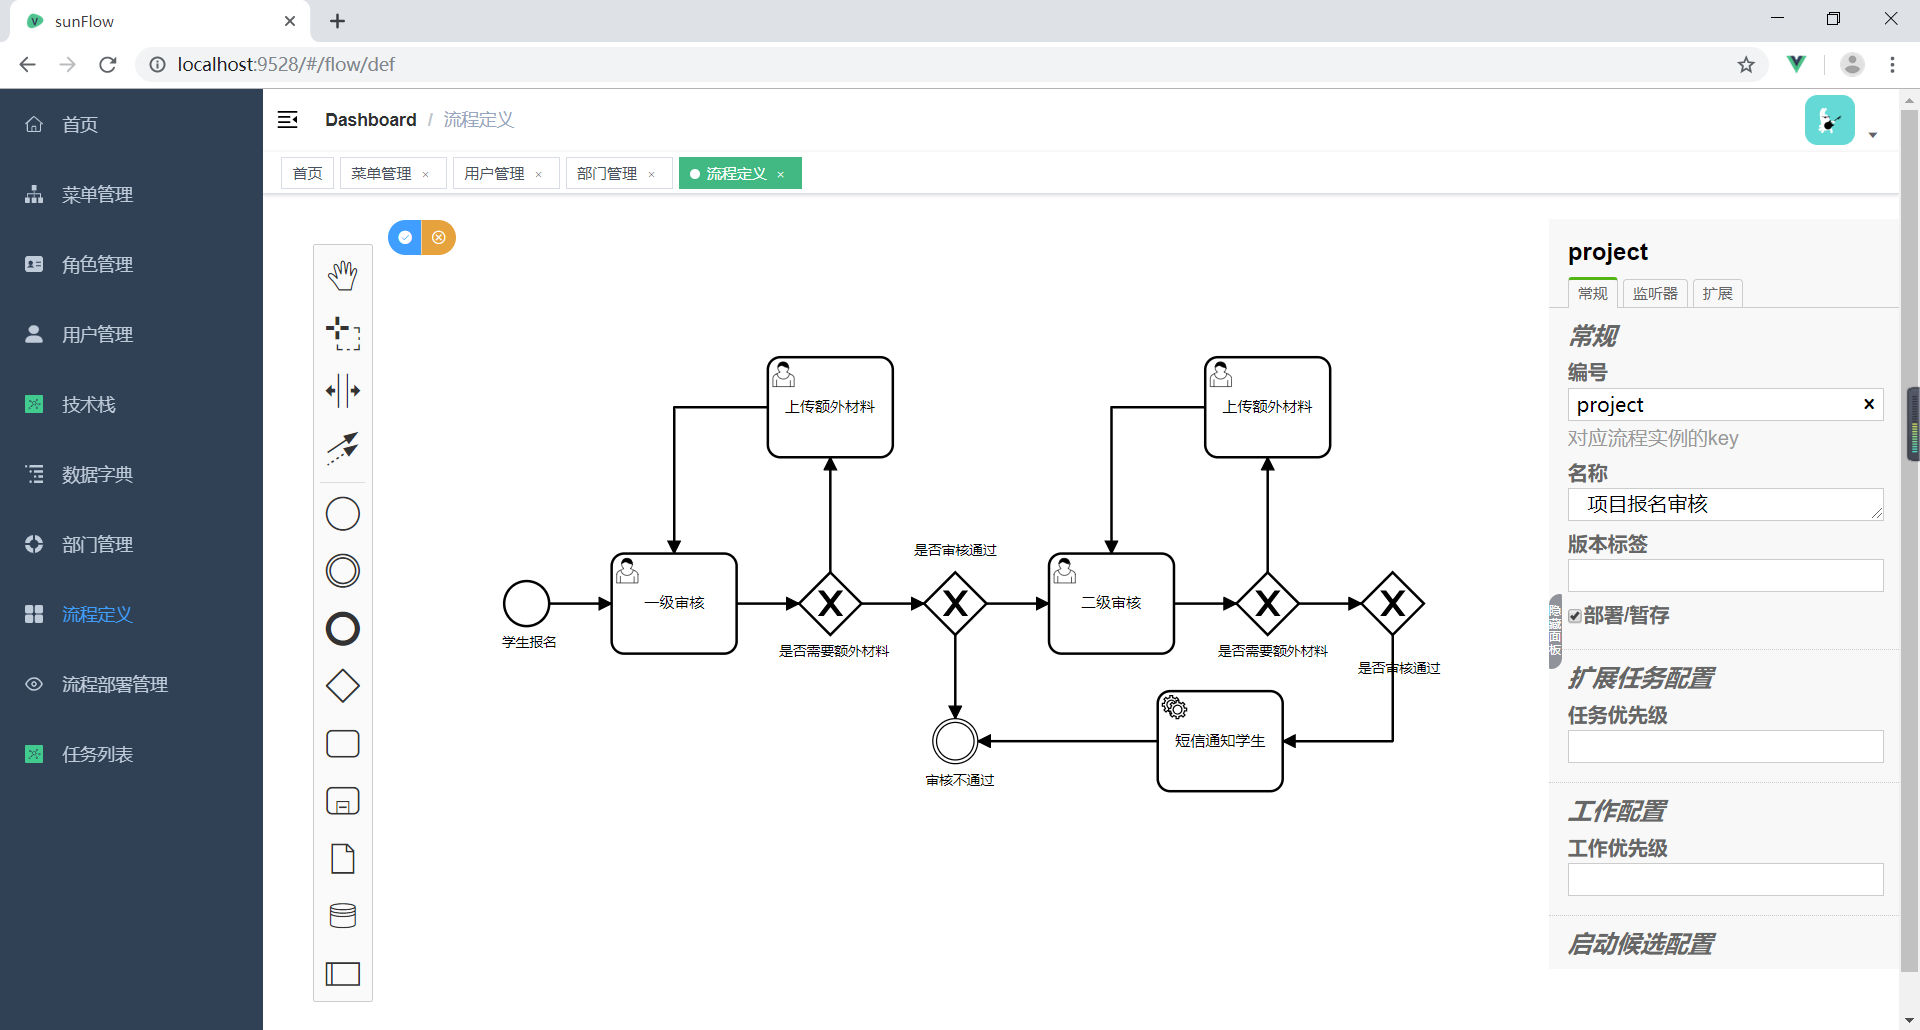 sunFlow
localhost:9528/#/flow/def
首页
菜单管理
角色管理
用户管理
技术栈
数据字典
部门管理
流程定义
流程部署管理
任务列表
Dashboard / 流程定义
首页 菜单管理 × 用户管理 × 部门管理 × 流程定义 ×
上传额外材料
上传额外材料
是否审核通过
一级审核
二级审核
学生报名
是否需要额外材料
是否需要额外材料
是否审核通过
短信通知学生
审核不通过
project
常规 监听器 扩展
常规
编号
project
对应流程实例的key
名称
项目报名审核
版本标签
部署/暂存
隐藏面板
扩展任务配置
任务优先级
工作配置
工作优先级
启动候选配置